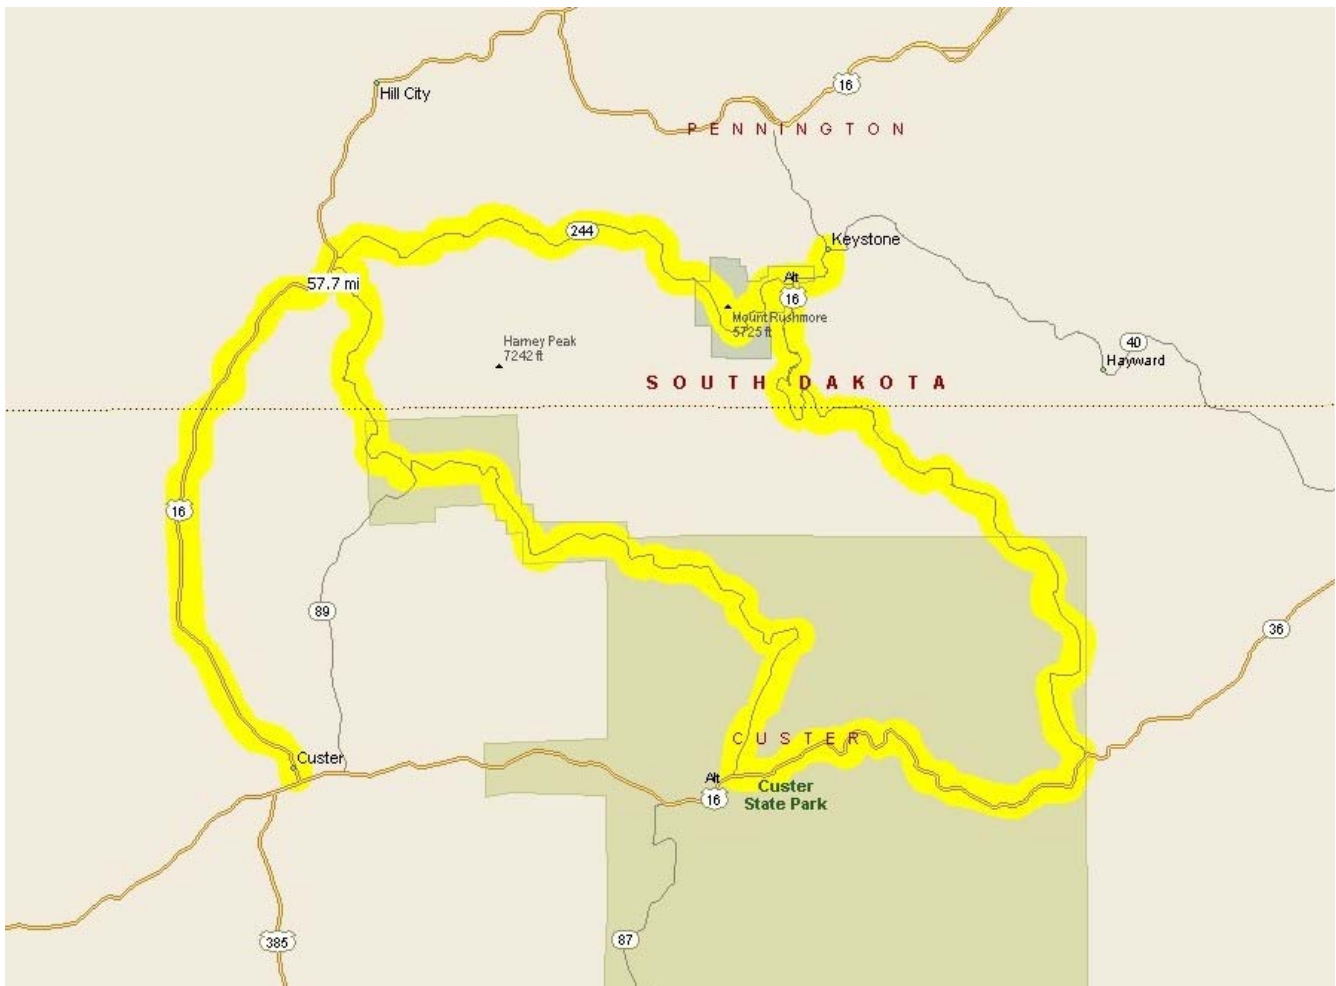 16
Hill City
PENNINGTON
244
Keystone
57.7 mi
Alt
16
Mount Rushmore
5725 ft
Harney Peak
7242 ft
40
Hayward
SOUTH DAKOTA
16
89
36
CUSTER
Custer
Alt
16
Custer
State Park
385
87